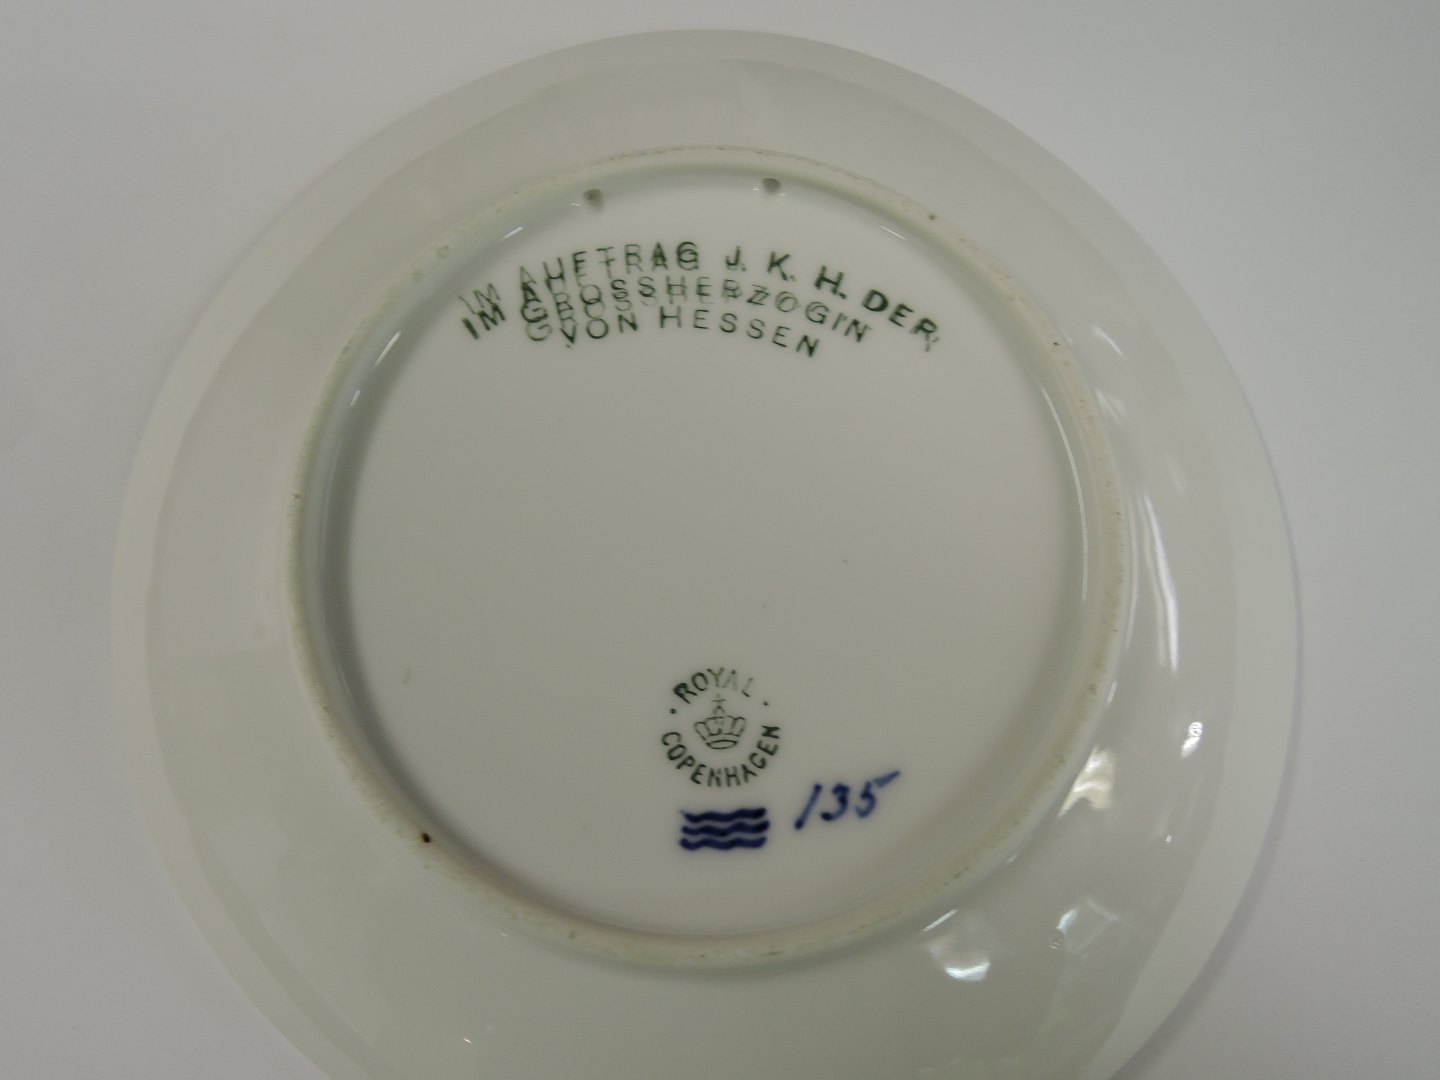 IM AUFTRAG J. K. H. DER
GROSSHERZOGIN
VON HESSEN
ROYAL
COPENHAGEN
135